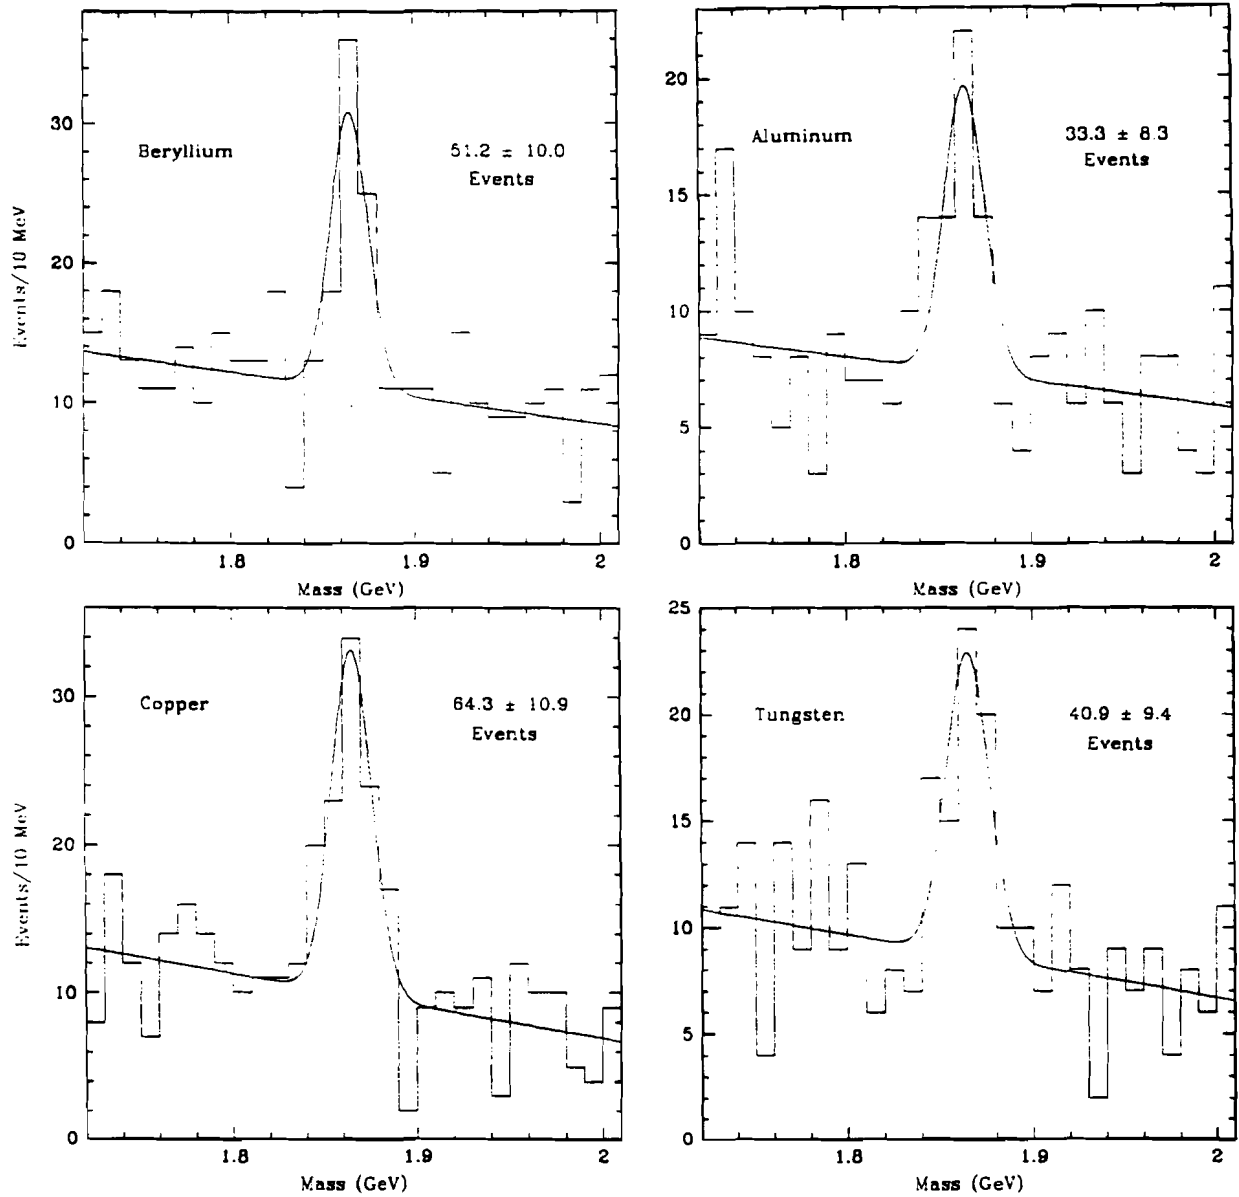 Beryllium
51.2 ± 10.0
Events
Events/10 MeV
30
20
10
0
1.8
1.9
2
Mass (GeV)
Aluminum
33.3 ± 8.3
Events
20
15
10
5
0
1.8
1.9
2
Mass (GeV)
Copper
64.3 ± 10.9
Events
Events/10 MeV
30
20
10
0
1.8
1.9
2
Mass (GeV)
Tungsten
40.9 ± 9.4
Events
25
20
15
10
5
0
1.8
1.9
2
Mass (GeV)